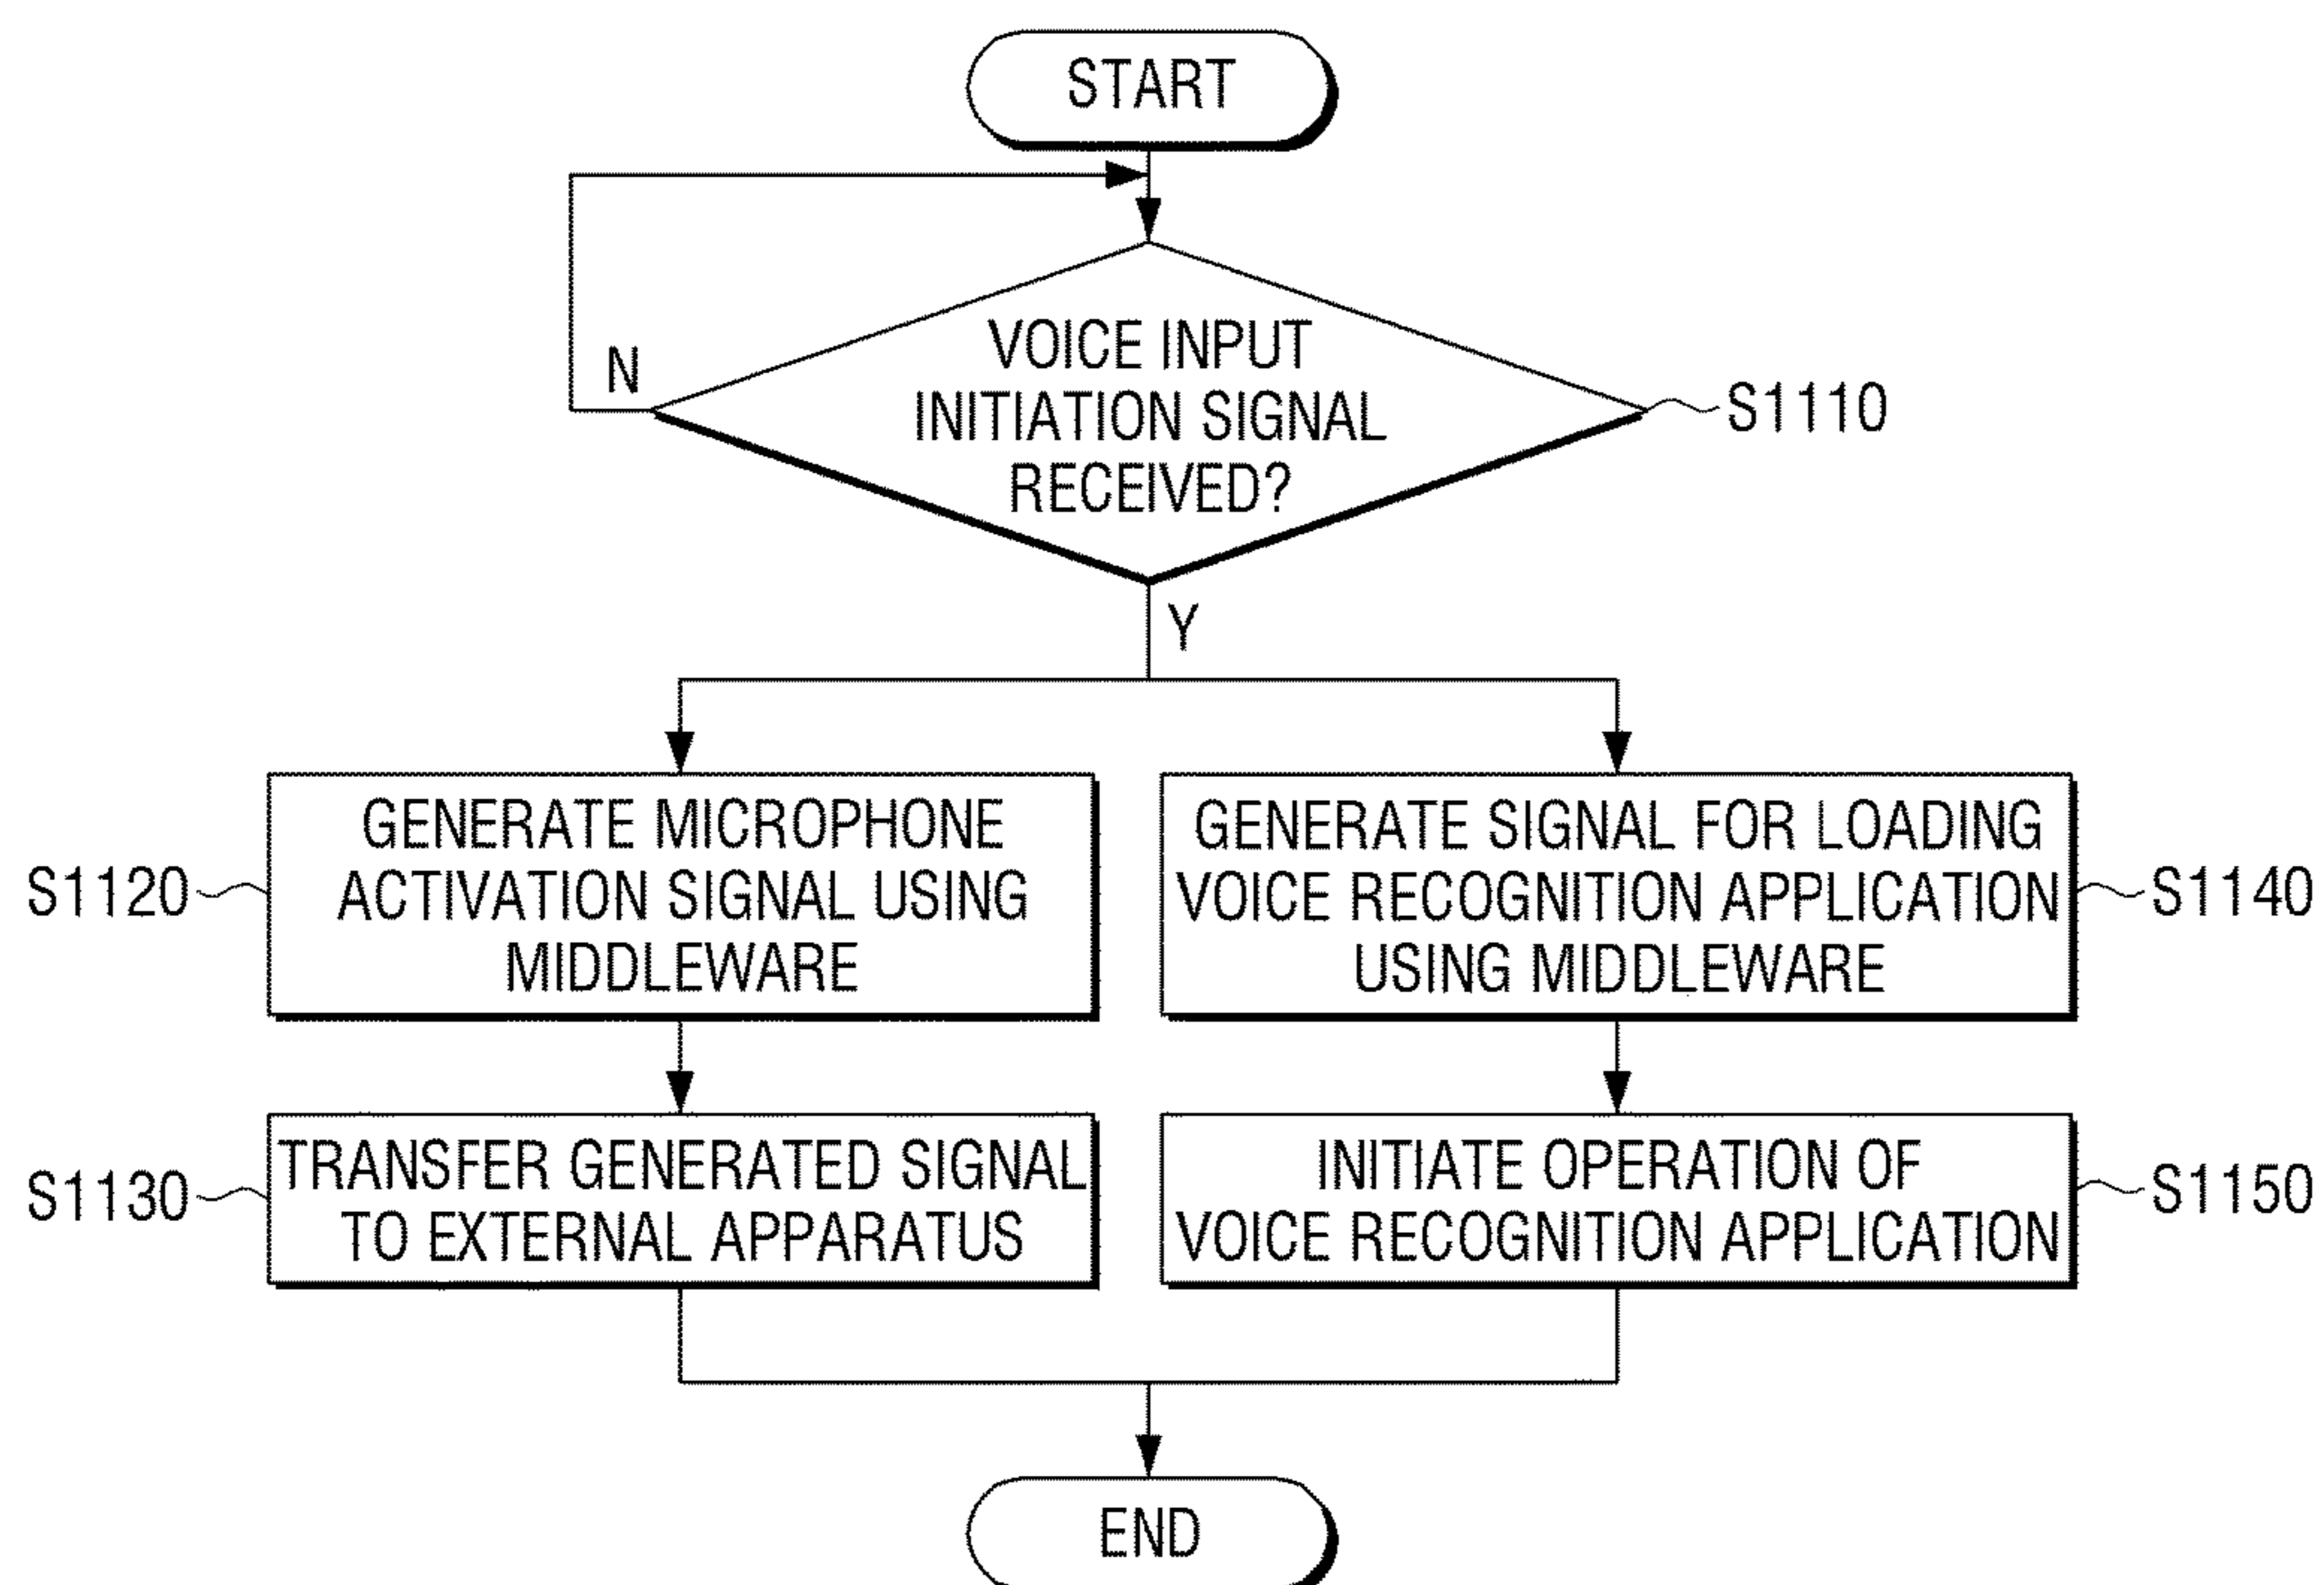 START
VOICE INPUT
INITIATION SIGNAL
RECEIVED?
N
S1110
Y
GENERATE MICROPHONE
ACTIVATION SIGNAL USING
MIDDLEWARE
S1120
GENERATE SIGNAL FOR LOADING
VOICE RECOGNITION APPLICATION
USING MIDDLEWARE
S1140
TRANSFER GENERATED SIGNAL
TO EXTERNAL APPARATUS
S1130
INITIATE OPERATION OF
VOICE RECOGNITION APPLICATION
S1150
END